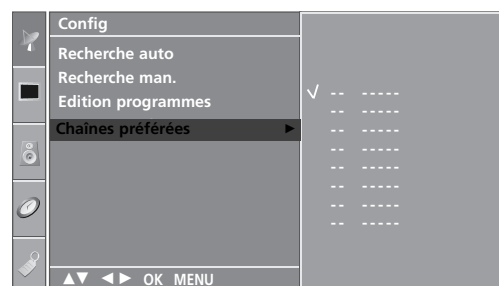 Config
Recherche auto
Recherche man.
Edition programmes
Chaînes préférées ►
√ -- -----
-- -----
-- -----
-- -----
-- -----
-- -----
-- -----
-- -----
▲▼ ◄► OK MENU